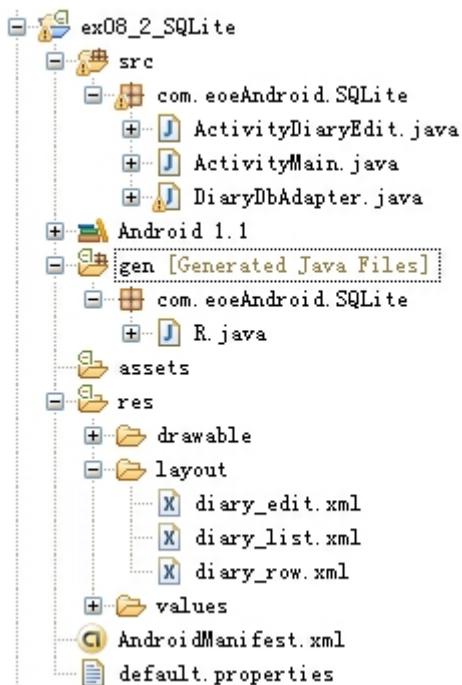 ex08_2_SQLite
src
com.eoeAndroid.SQLite
ActivityDiaryEdit.java
ActivityMain.java
DiaryDbAdapter.java
Android 1.1
gen [Generated Java Files]
com.eoeAndroid.SQLite
R.java
assets
res
drawable
layout
diary_edit.xml
diary_list.xml
diary_row.xml
values
AndroidManifest.xml
default.properties